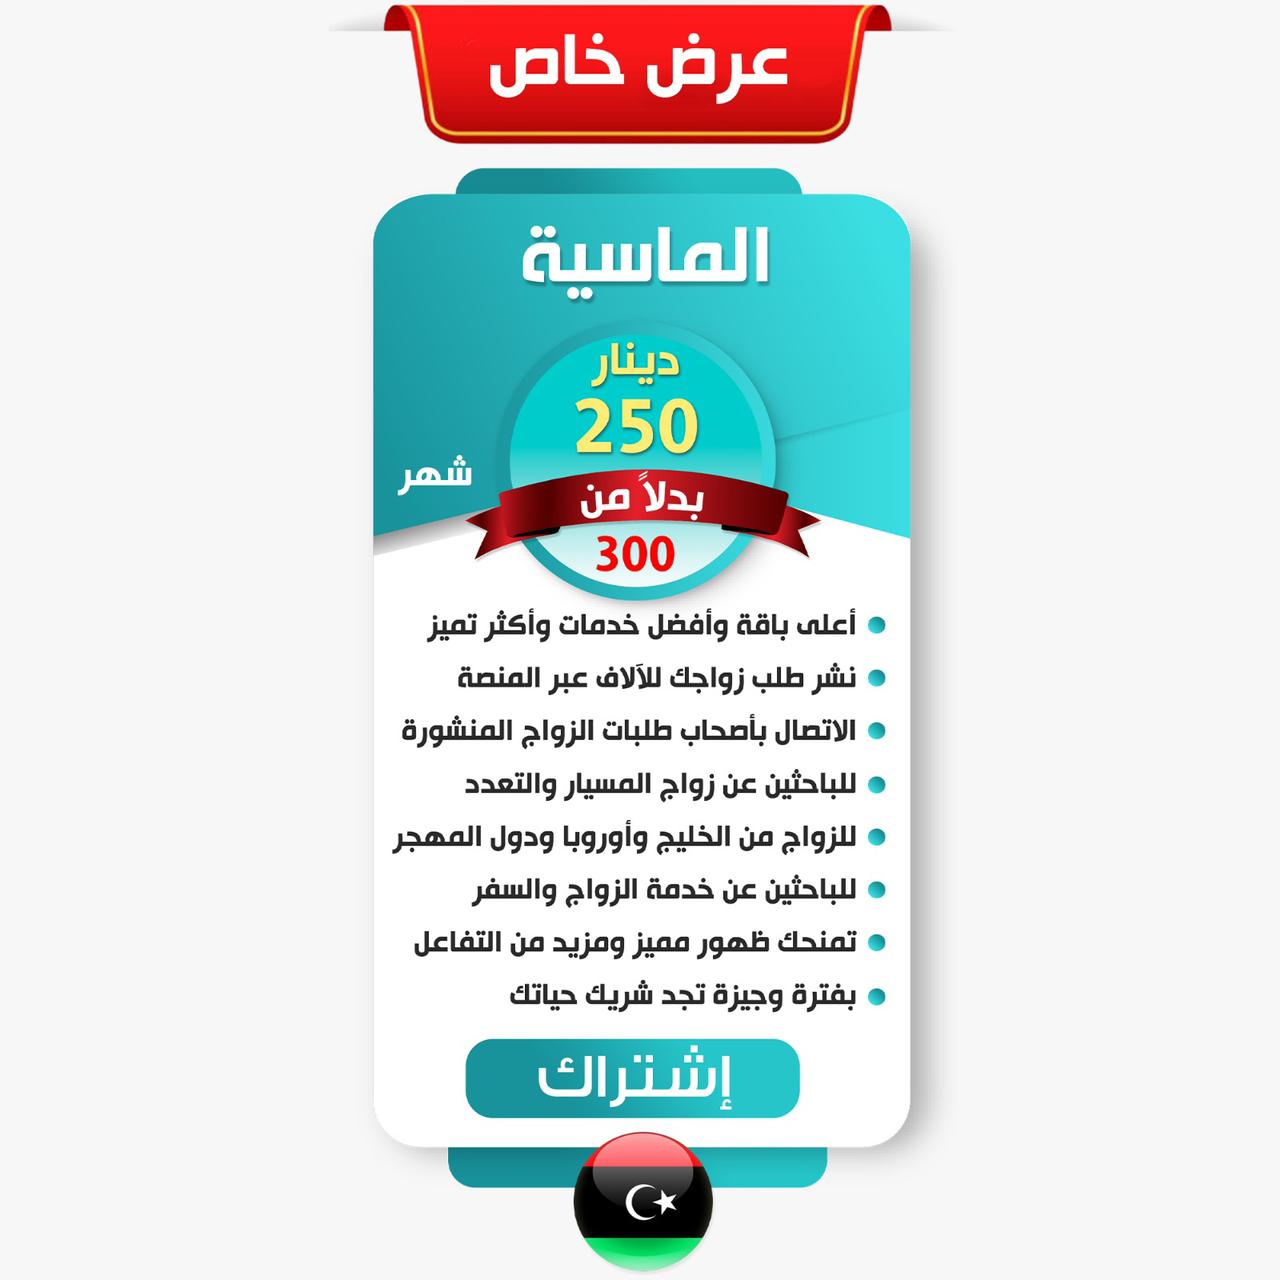 عرض خاص
الماسية
دينار
250
شهر
بدلاً من
300
أعلى باقة وأفضل خدمات وأكثر تميز
نشر طلب زواجك للآلاف عبر المنصة
الاتصال بأصحاب طلبات الزواج المنشورة
للباحثين عن زواج المسيار والتعدد
للزواج من الخليج وأوروبا ودول المهجر
للباحثين عن خدمة الزواج والسفر
تمنحك ظهور مميز ومزيد من التفاعل
بفترة وجيزة تجد شريك حياتك
إشتراك